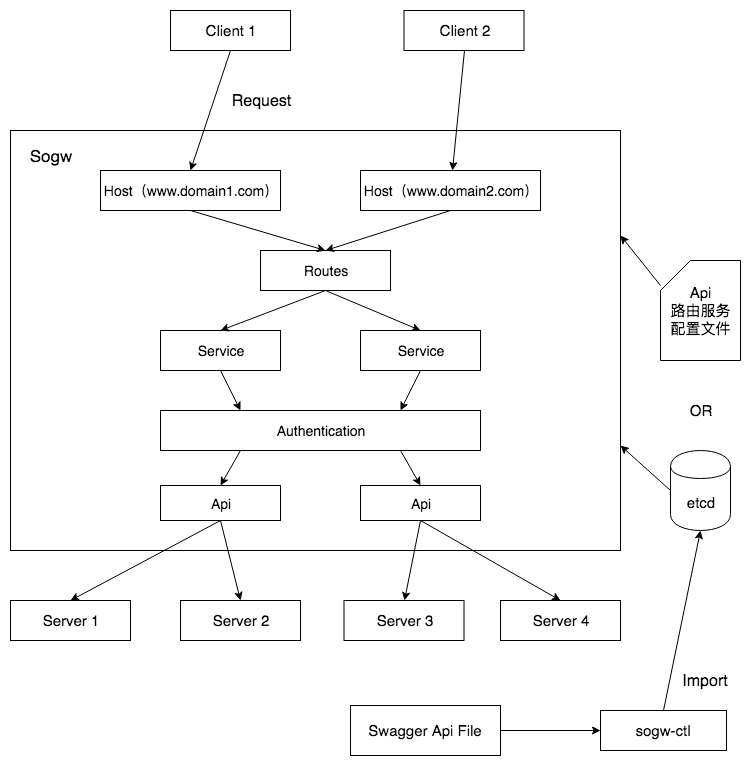 Client 1
Client 2
Request
Sogw
Host（www.domain1.com）
Host（www.domain2.com）
Routes
Api
路由服务
配置文件
Service
Service
OR
Authentication
Api
Api
etcd
Server 1
Server 2
Server 3
Server 4
Import
Swagger Api File
sogw-ctl